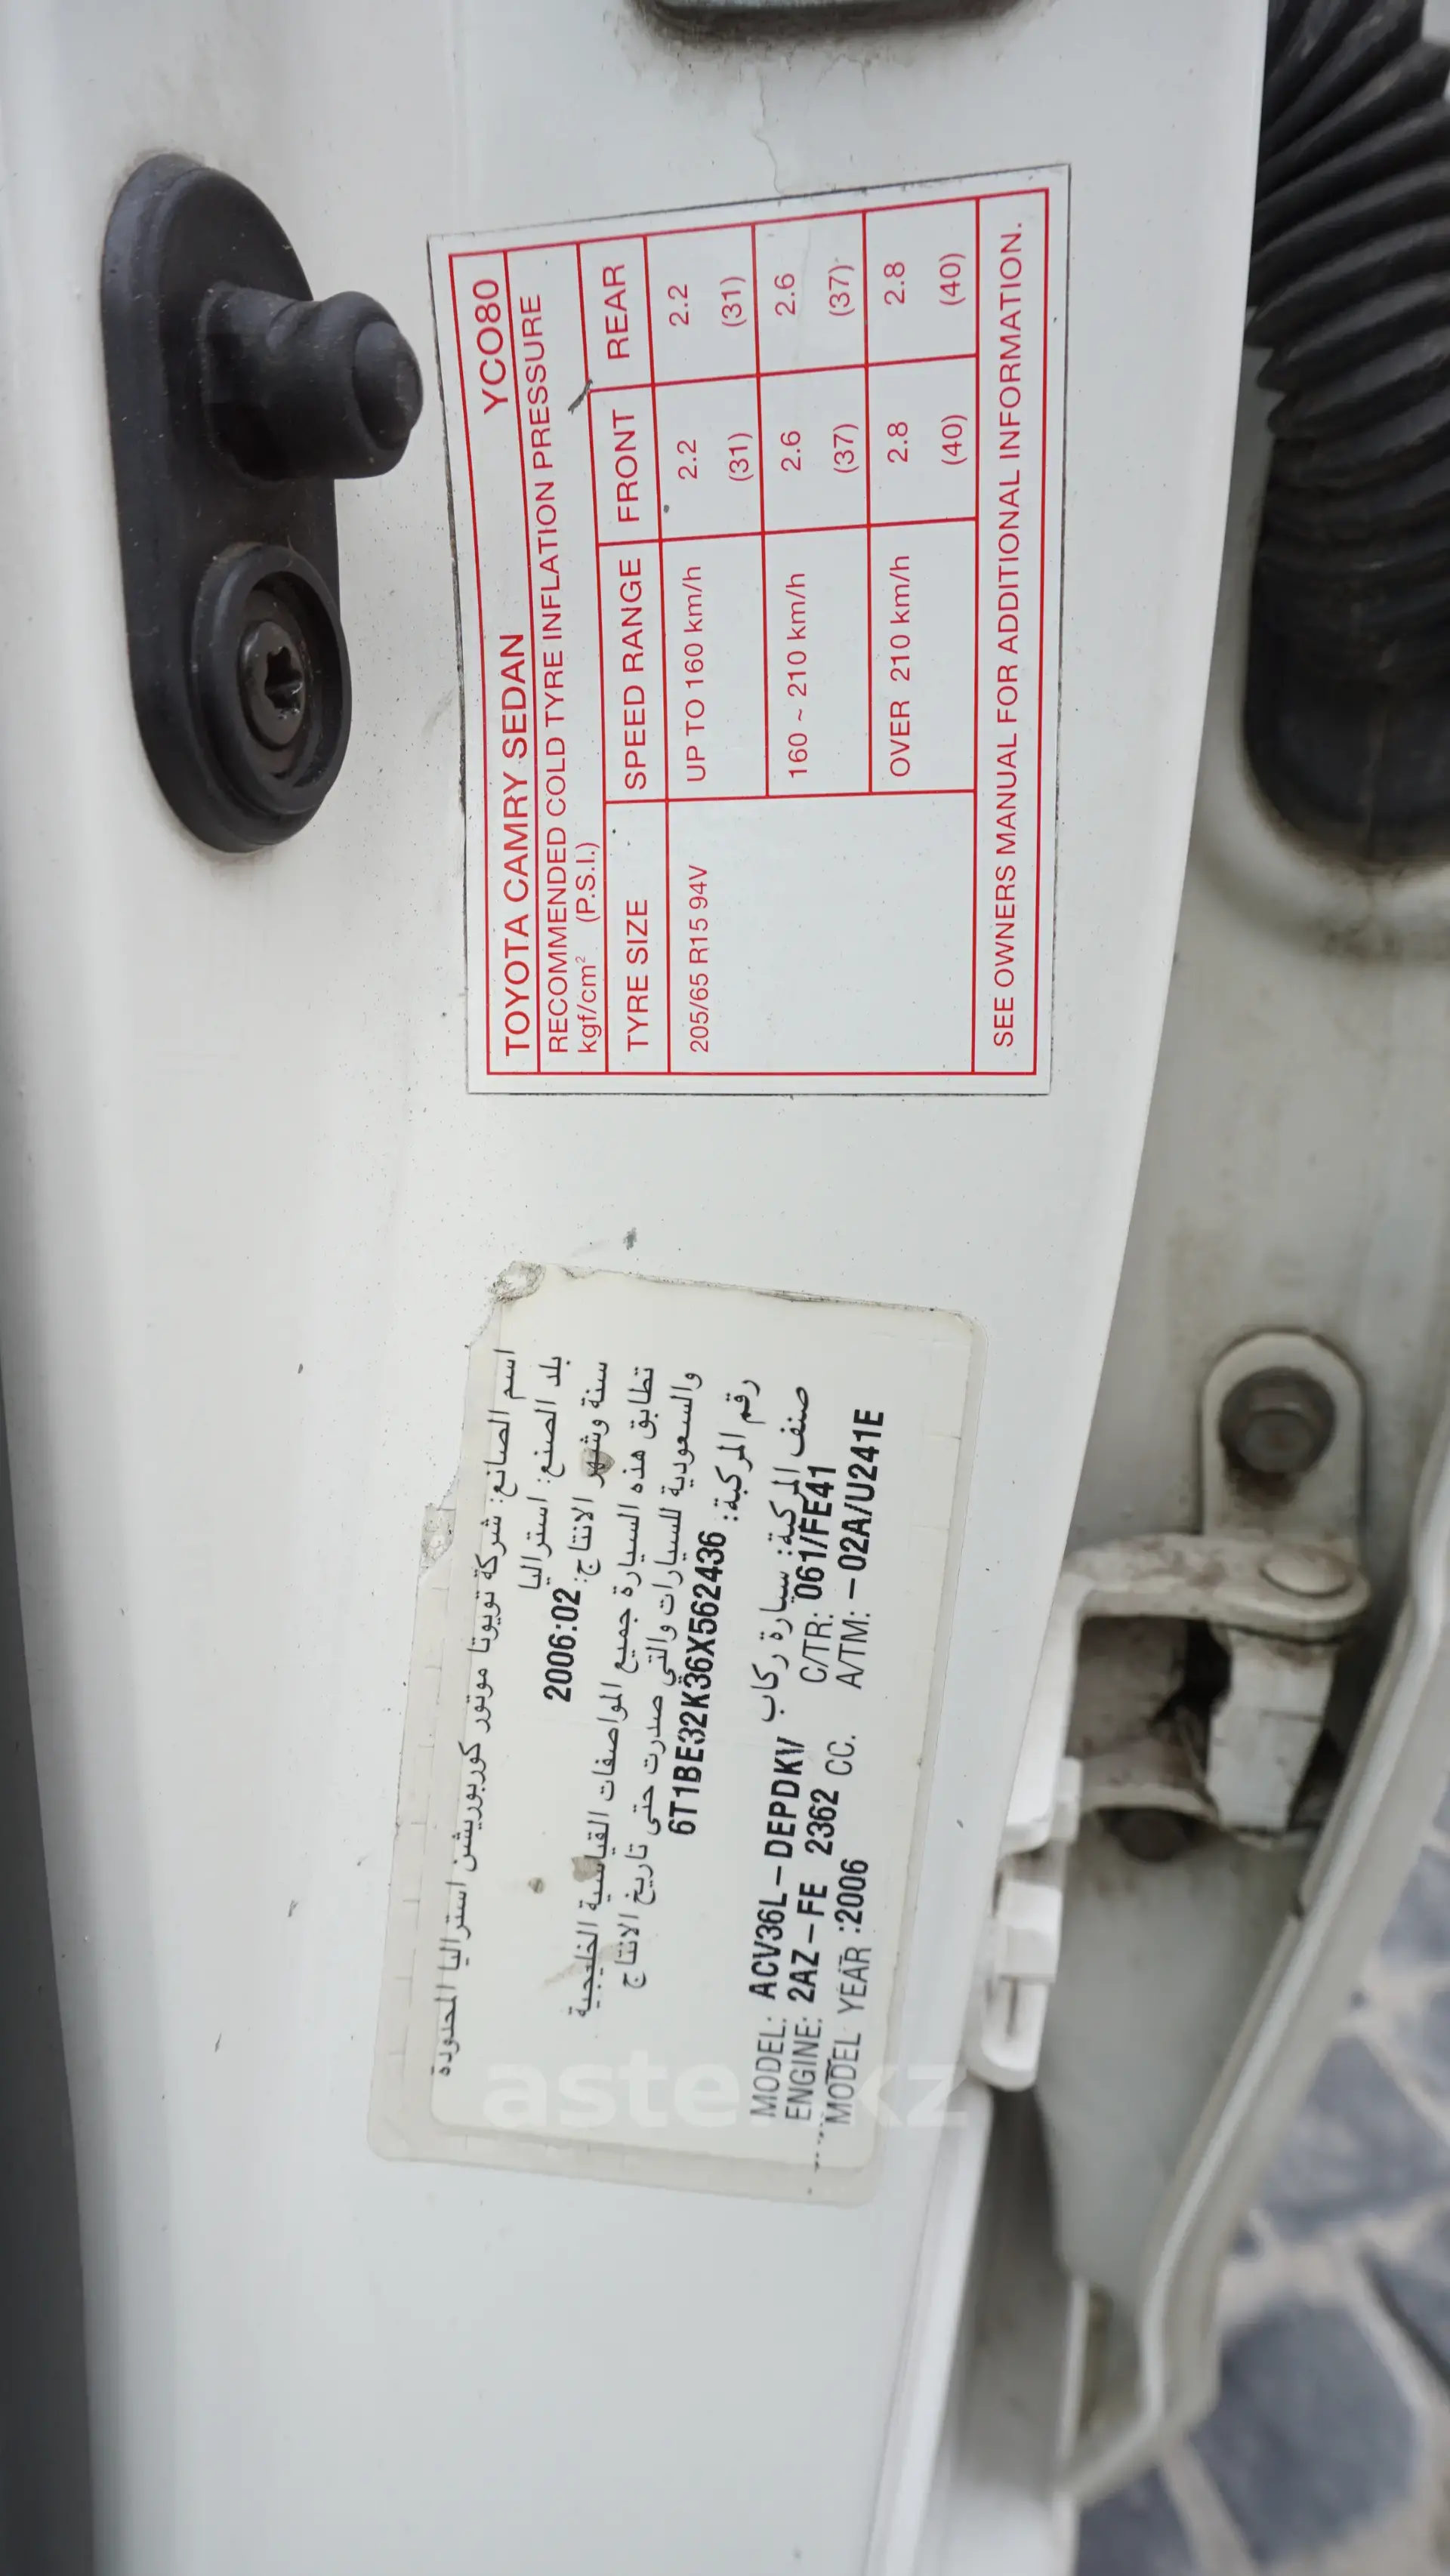 TOYOTA CAMRY SEDAN YCO80
RECOMMENDED COLD TYRE INFLATION PRESSURE
kgf/cm² (P.S.I.)
TYRE SIZE SPEED RANGE FRONT REAR
205/65 R15 94V UP TO 160 km/h 2.2 (31) 2.2 (31)
160 ~ 210 km/h 2.6 (37) 2.6 (37)
OVER 210 km/h 2.8 (40) 2.8 (40)
SEE OWNERS MANUAL FOR ADDITIONAL INFORMATION.
اسم الصانع: شركة تويوتا موتور كوربوريشن استراليا المحدودة
بلد الصنع: استراليا
سنة وشهر الانتاج: 2006:02
تطابق هذه السيارة جميع المواصفات القياسية الخليجية
والسعودية للسيارات والتي صدرت حتى تاريخ الانتاج
رقم المركبة: 6T1BE32K36X562436
صنف المركبة: سيارة ركاب
MODEL: ACV36L-DEPDKV
ENGINE: 2AZ-FE 2362 CC. C/TR: 061/FE41
MODEL YEAR :2006 A/TM: -02A/U241E
aster.kz